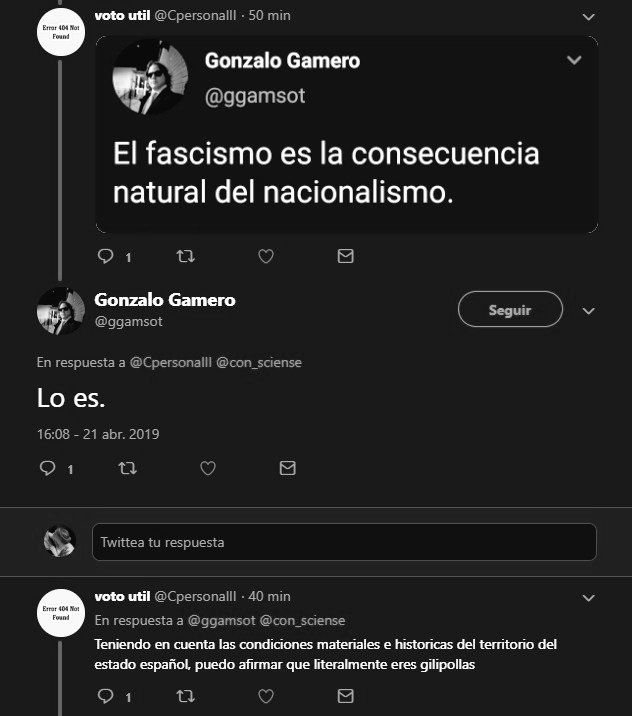 voto util @Cpersonalll · 50 min
Error 404 Not
Found
Gonzalo Gamero
@ggamsot
El fascismo es la consecuencia
natural del nacionalismo.
1
Gonzalo Gamero
@ggamsot
Seguir
En respuesta a @Cpersonalll @con_sciense
Lo es.
16:08 - 21 abr. 2019
1
Twittea tu respuesta
voto util @Cpersonalll · 40 min
Error 404 Not
Found
En respuesta a @ggamsot @con_sciense
Teniendo en cuenta las condiciones materiales e historicas del territorio del
estado español, puedo afirmar que literalmente eres gilipollas
1